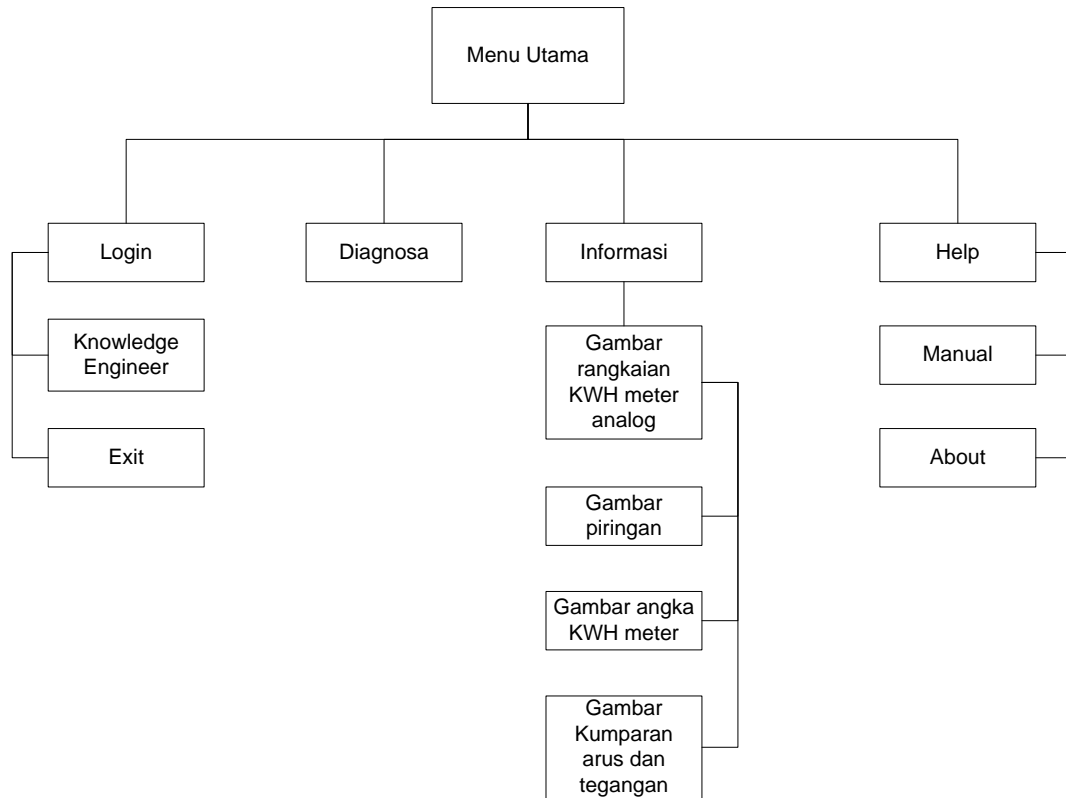 Menu Utama
Login
Diagnosa
Informasi
Help
Knowledge
Engineer
Gambar
rangkaian
KWH meter
analog
Manual
Exit
About
Gambar
piringan
Gambar angka
KWH meter
Gambar
Kumparan
arus dan
tegangan